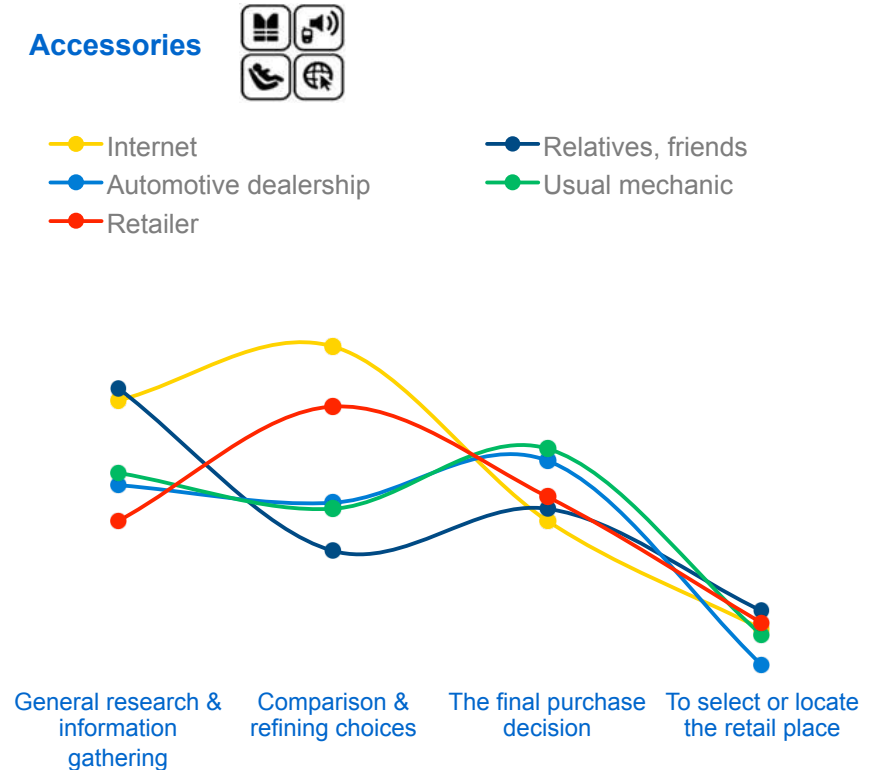 Accessories
Internet
Relatives, friends
Automotive dealership
Usual mechanic
Retailer
General research &
information
gathering
Comparison &
refining choices
The final purchase
decision
To select or locate
the retail place